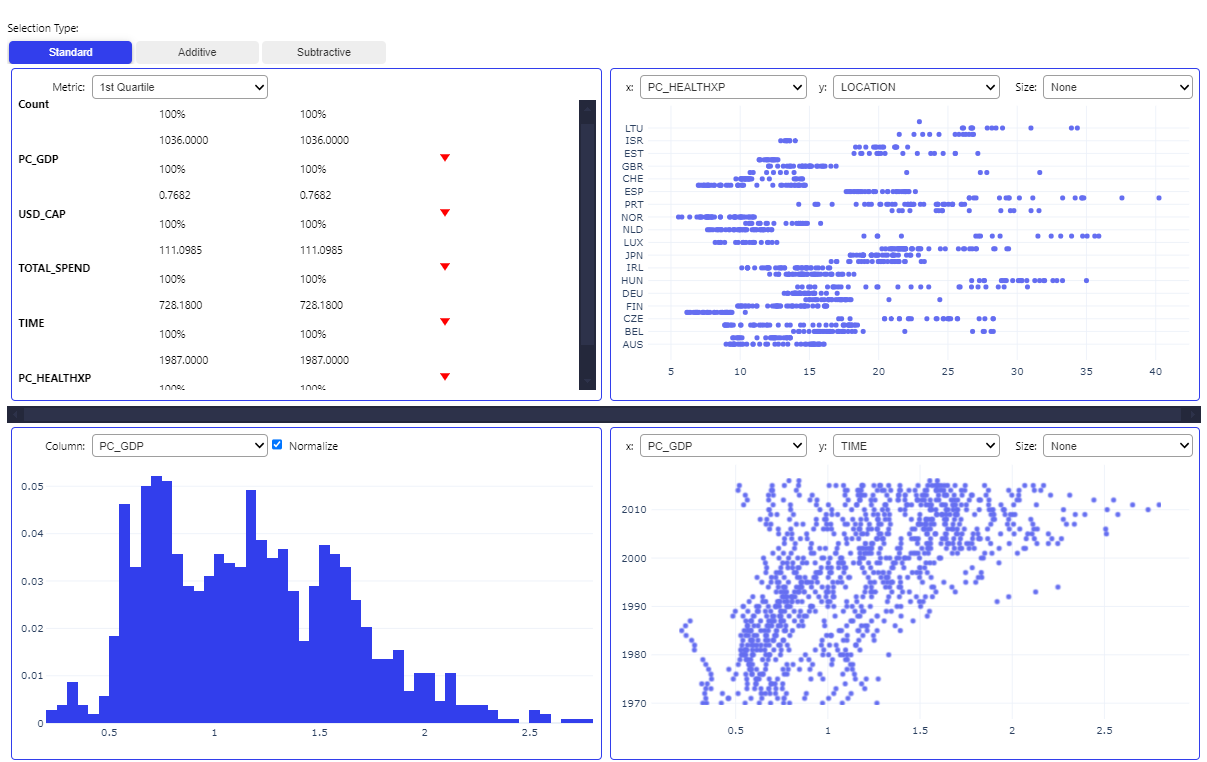 Selection Type:
Standard Additive Subtractive
Metric: 1st Quartile
Count
100% 100%
1036.0000 1036.0000
PC_GDP
100% 100%
0.7682 0.7682
USD_CAP
100% 100%
111.0985 111.0985
TOTAL_SPEND
100% 100%
728.1800 728.1800
TIME
100% 100%
1987.0000 1987.0000
PC_HEALTHXP
100% 100%
x: PC_HEALTHXP y: LOCATION Size: None
LTU
ISR
EST
GBR
CHE
ESP
PRT
NOR
NLD
LUX
JPN
IRL
HUN
DEU
FIN
CZE
BEL
AUS
5 10 15 20 25 30 35 40
Column: PC_GDP Normalize
0.05
0.04
0.03
0.02
0.01
0
0.5 1 1.5 2 2.5
x: PC_GDP y: TIME Size: None
2010
2000
1990
1980
1970
0.5 1 1.5 2 2.5